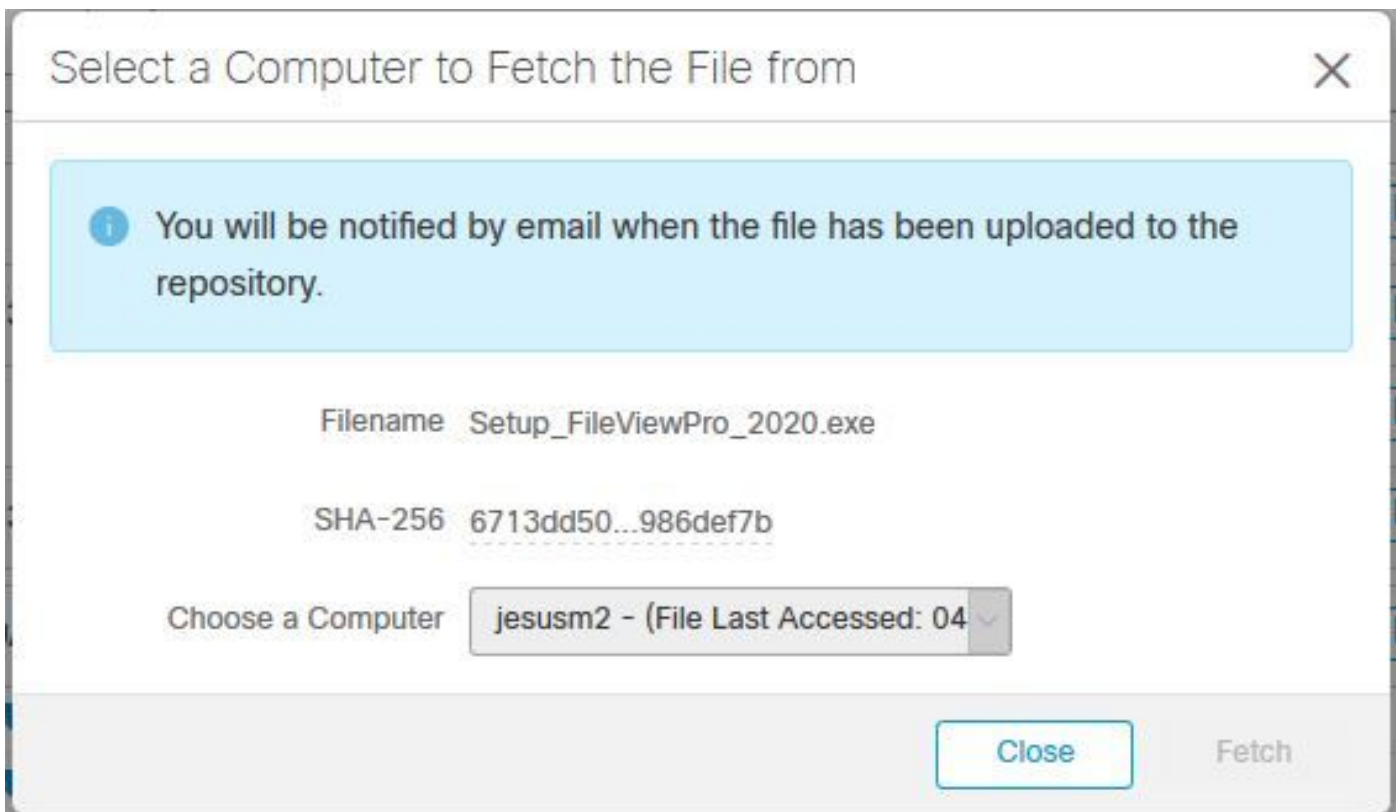 Select a Computer to Fetch the File from
You will be notified by email when the file has been uploaded to the
repository.
Filename Setup_FileViewPro_2020.exe
SHA-256 6713dd50...986def7b
Choose a Computer jesusm2 - (File Last Accessed: 04
Close Fetch